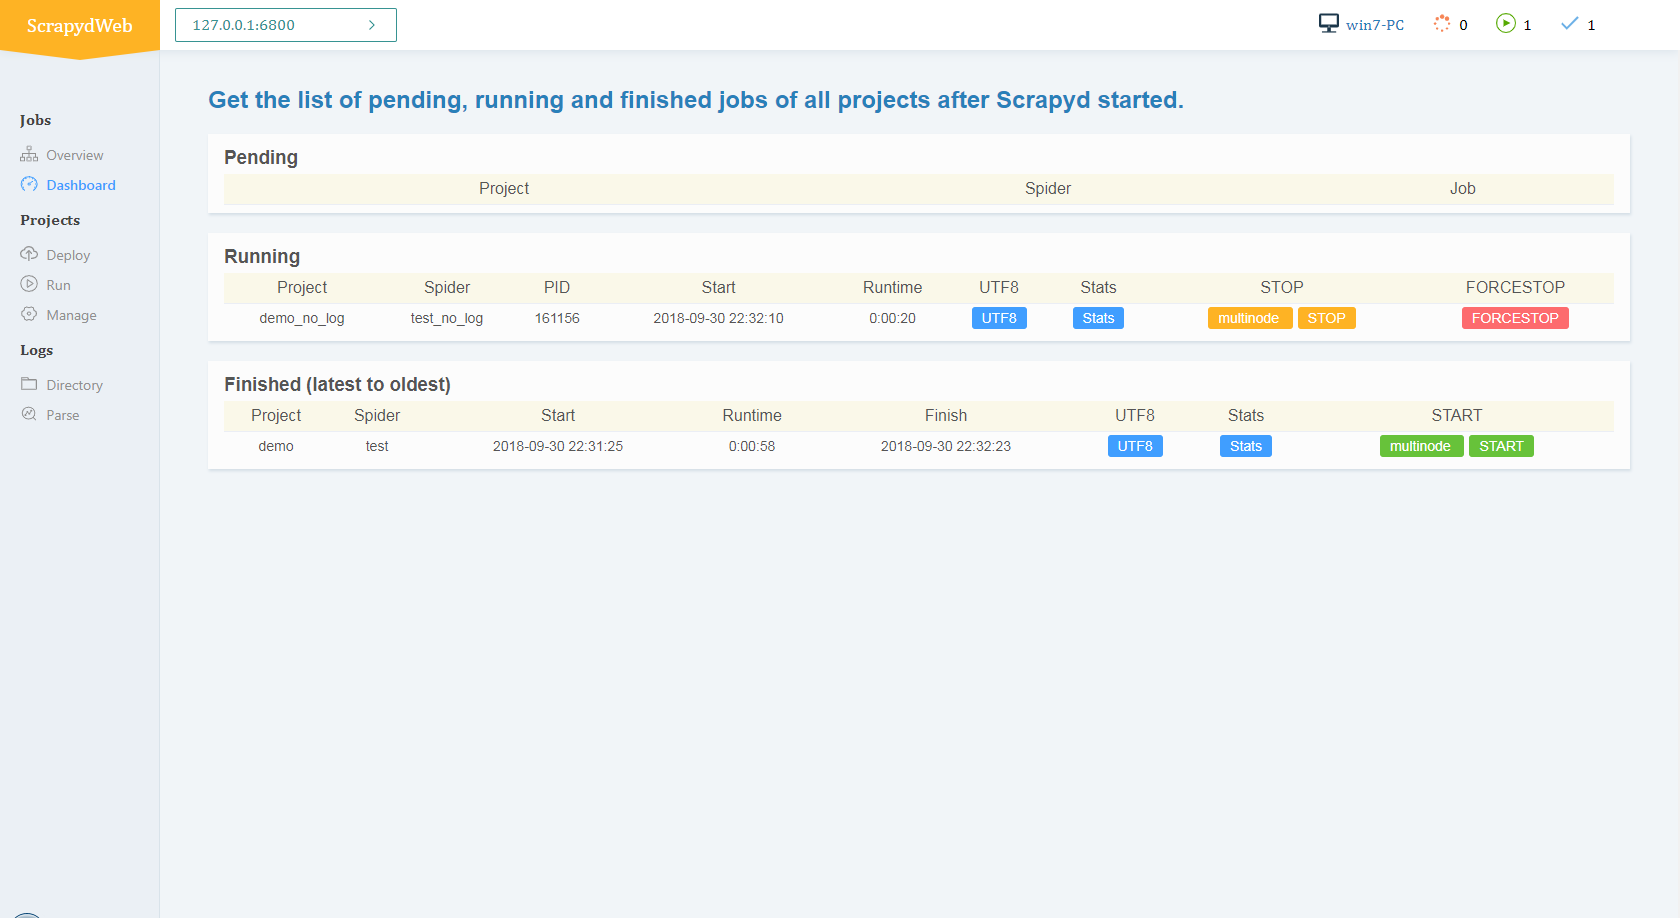 ScrapydWeb
127.0.0.1:6800
win7-PC 0 1 1
Jobs
Overview
Dashboard
Projects
Deploy
Run
Manage
Logs
Directory
Parse
Get the list of pending, running and finished jobs of all projects after Scrapyd started.
Pending
Project Spider Job
Running
Project Spider PID Start Runtime UTF8 Stats STOP FORCESTOP
demo_no_log test_no_log 161156 2018-09-30 22:32:10 0:00:20 UTF8 Stats multinode STOP FORCESTOP
Finished (latest to oldest)
Project Spider Start Runtime Finish UTF8 Stats START
demo test 2018-09-30 22:31:25 0:00:58 2018-09-30 22:32:23 UTF8 Stats multinode START